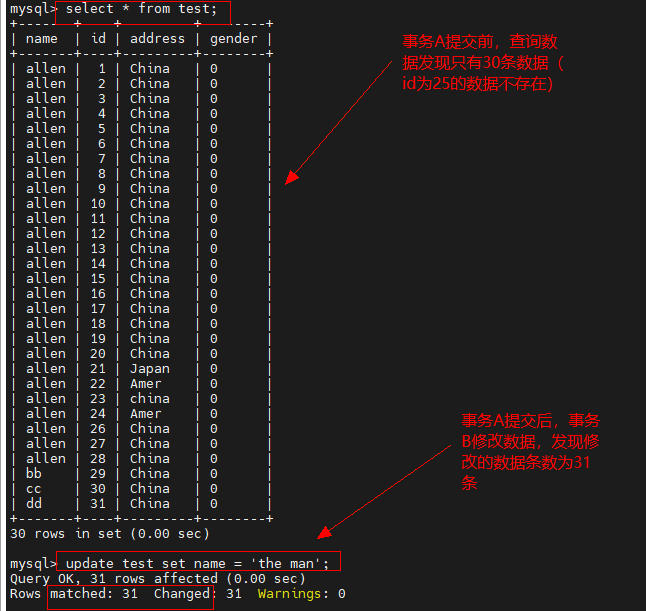 mysql> select * from test;
+-------+----+---------+--------+
| name | id | address | gender |
+-------+----+---------+--------+
| allen | 1 | China | 0 |
| allen | 2 | China | 0 |
| allen | 3 | China | 0 |
| allen | 4 | China | 0 |
| allen | 5 | China | 0 |
| allen | 6 | China | 0 |
| allen | 7 | China | 0 |
| allen | 8 | China | 0 |
| allen | 9 | China | 0 |
| allen | 10 | China | 0 |
| allen | 11 | China | 0 |
| allen | 12 | China | 0 |
| allen | 13 | China | 0 |
| allen | 14 | China | 0 |
| allen | 15 | China | 0 |
| allen | 16 | China | 0 |
| allen | 17 | China | 0 |
| allen | 18 | China | 0 |
| allen | 19 | China | 0 |
| allen | 20 | China | 0 |
| allen | 21 | Japan | 0 |
| allen | 22 | Amer | 0 |
| allen | 23 | china | 0 |
| allen | 24 | Amer | 0 |
| allen | 26 | China | 0 |
| allen | 27 | China | 0 |
| allen | 28 | China | 0 |
| bb | 29 | China | 0 |
| cc | 30 | China | 0 |
| dd | 31 | China | 0 |
+-------+----+---------+--------+
30 rows in set (0.00 sec)
mysql> update test set name = 'the man';
Query OK, 31 rows affected (0.00 sec)
Rows matched: 31 Changed: 31 Warnings: 0
事务A提交前，查询数
据发现只有30条数据（
id为25的数据不存在）
事务A提交后，事务
B修改数据，发现修
改的数据条数为31
条